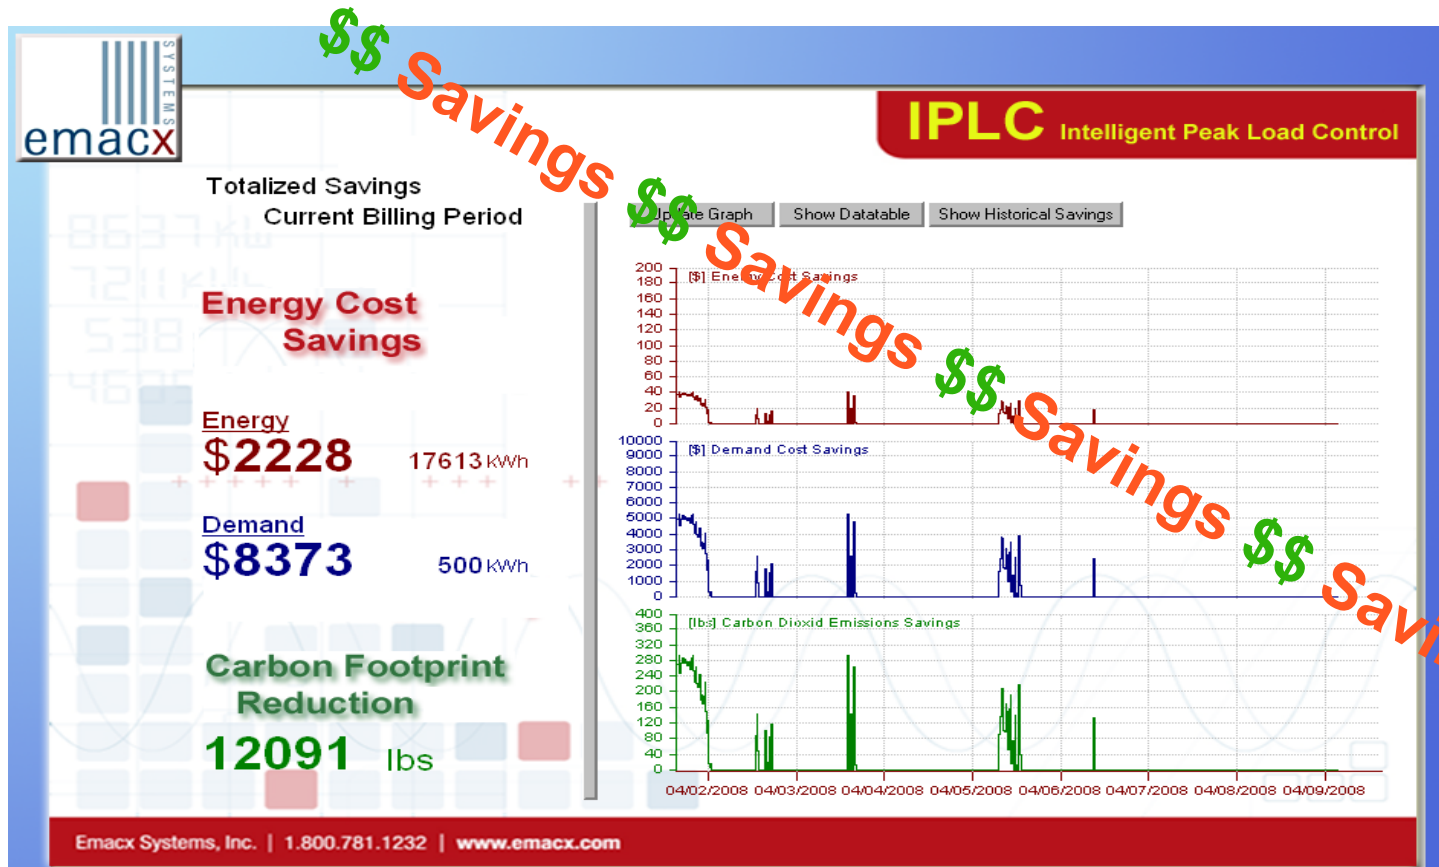 $$ Savings $$ Savings $$ Savings $$ Savin
SYSTEMS
emacx
IPLC Intelligent Peak Load Control
Totalized Savings
Current Billing Period
Update Graph
Show Datatable
Show Historical Savings
Energy Cost
Savings
Energy
$2228 17613 kWh
Demand
$8373 500 kWh
Carbon Footprint
Reduction
12091 lbs
[$] Energy Cost Savings
200
180
160
140
120
100
80
60
40
20
0
[$] Demand Cost Savings
10000
9000
8000
7000
6000
5000
4000
3000
2000
1000
0
[lbs] Carbon Dioxid Emissions Savings
400
360
320
280
240
200
160
120
80
40
0
04/02/2008 04/03/2008 04/04/2008 04/05/2008 04/06/2008 04/07/2008 04/08/2008 04/09/2008
Emacx Systems, Inc. | 1.800.781.1232 | www.emacx.com